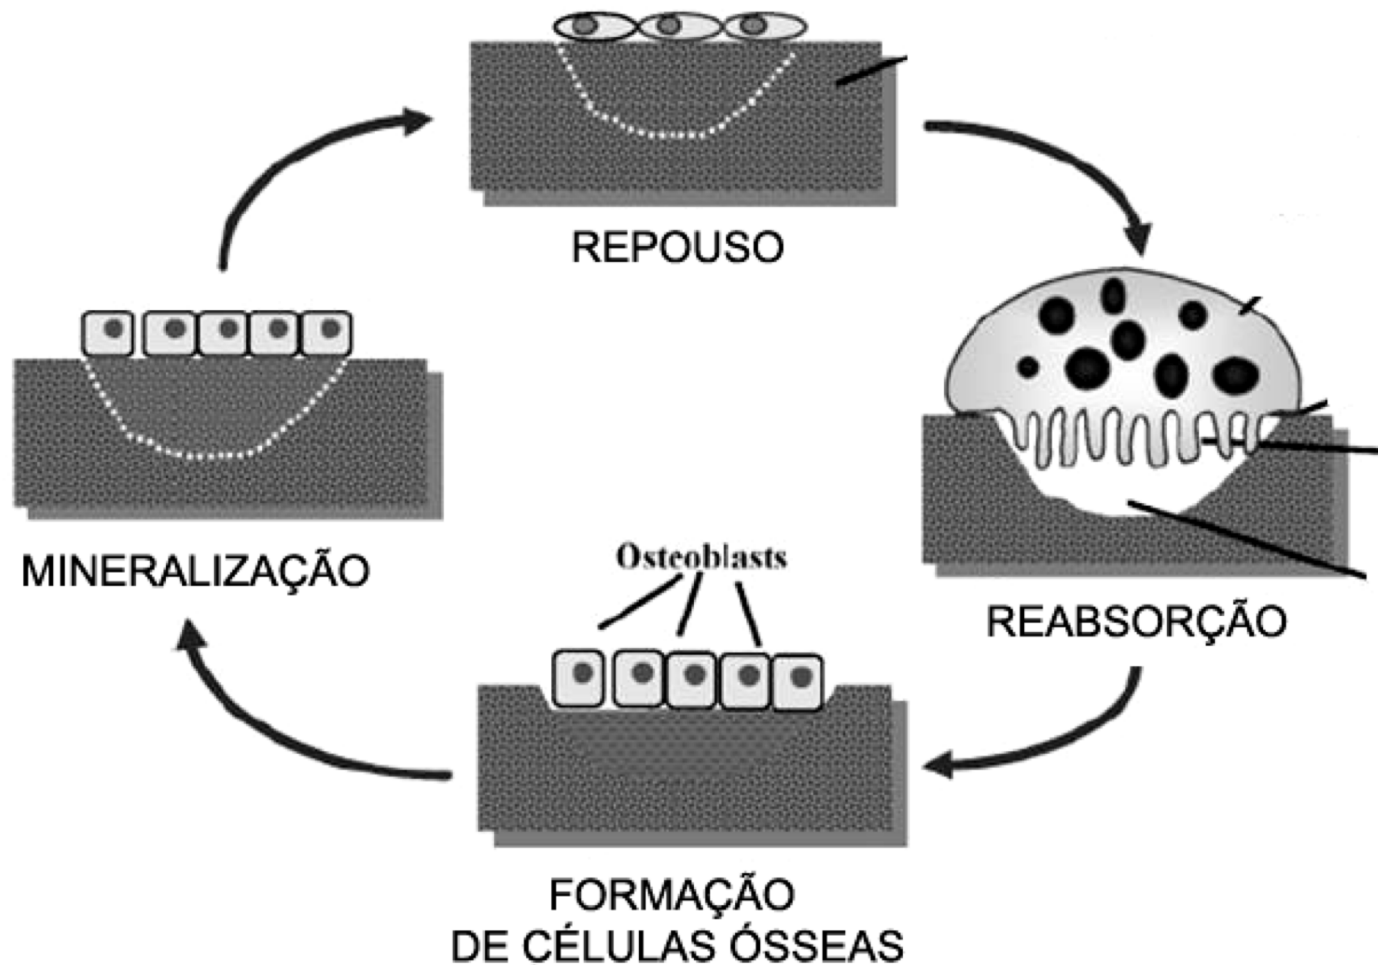 REPOUSO
MINERALIZAÇÃO
Osteoblasts
REABSORÇÃO
FORMAÇÃO
DE CÉLULAS ÓSSEAS